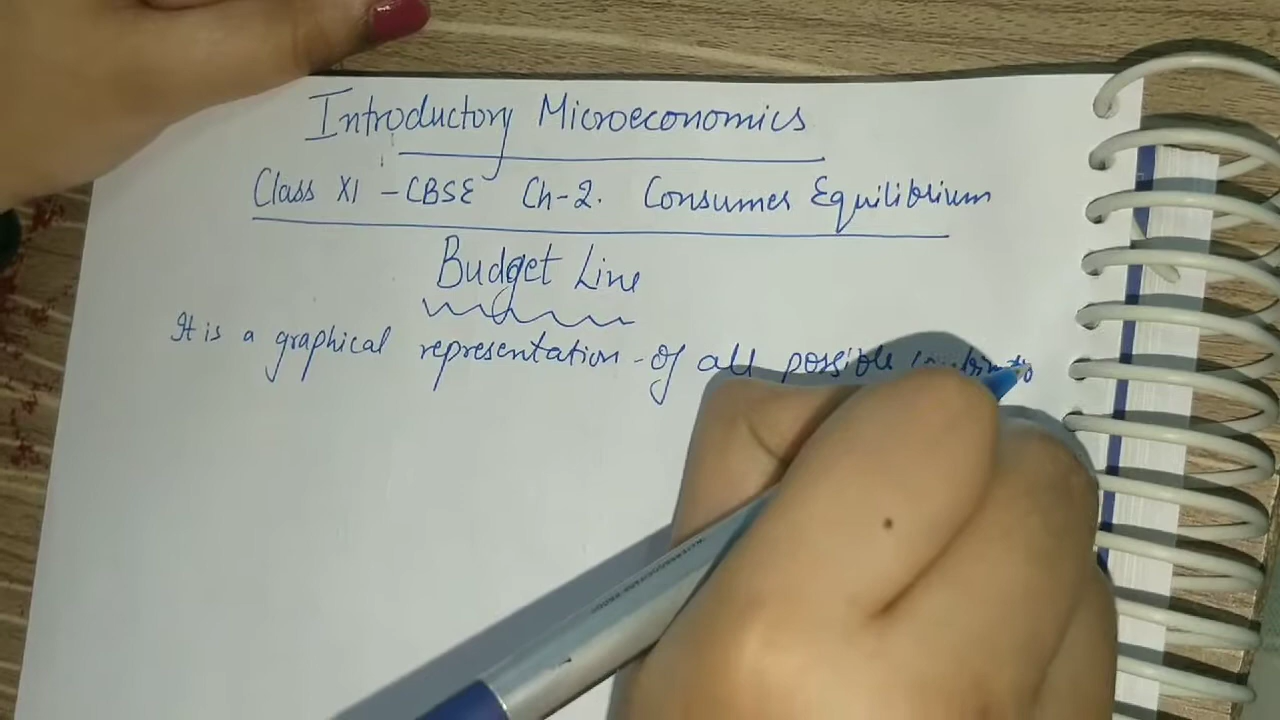 Introductory Microeconomics
Class XI - CBSE Ch-2. Consumer Equilibrium
Budget Line
It is a graphical representation of all possible